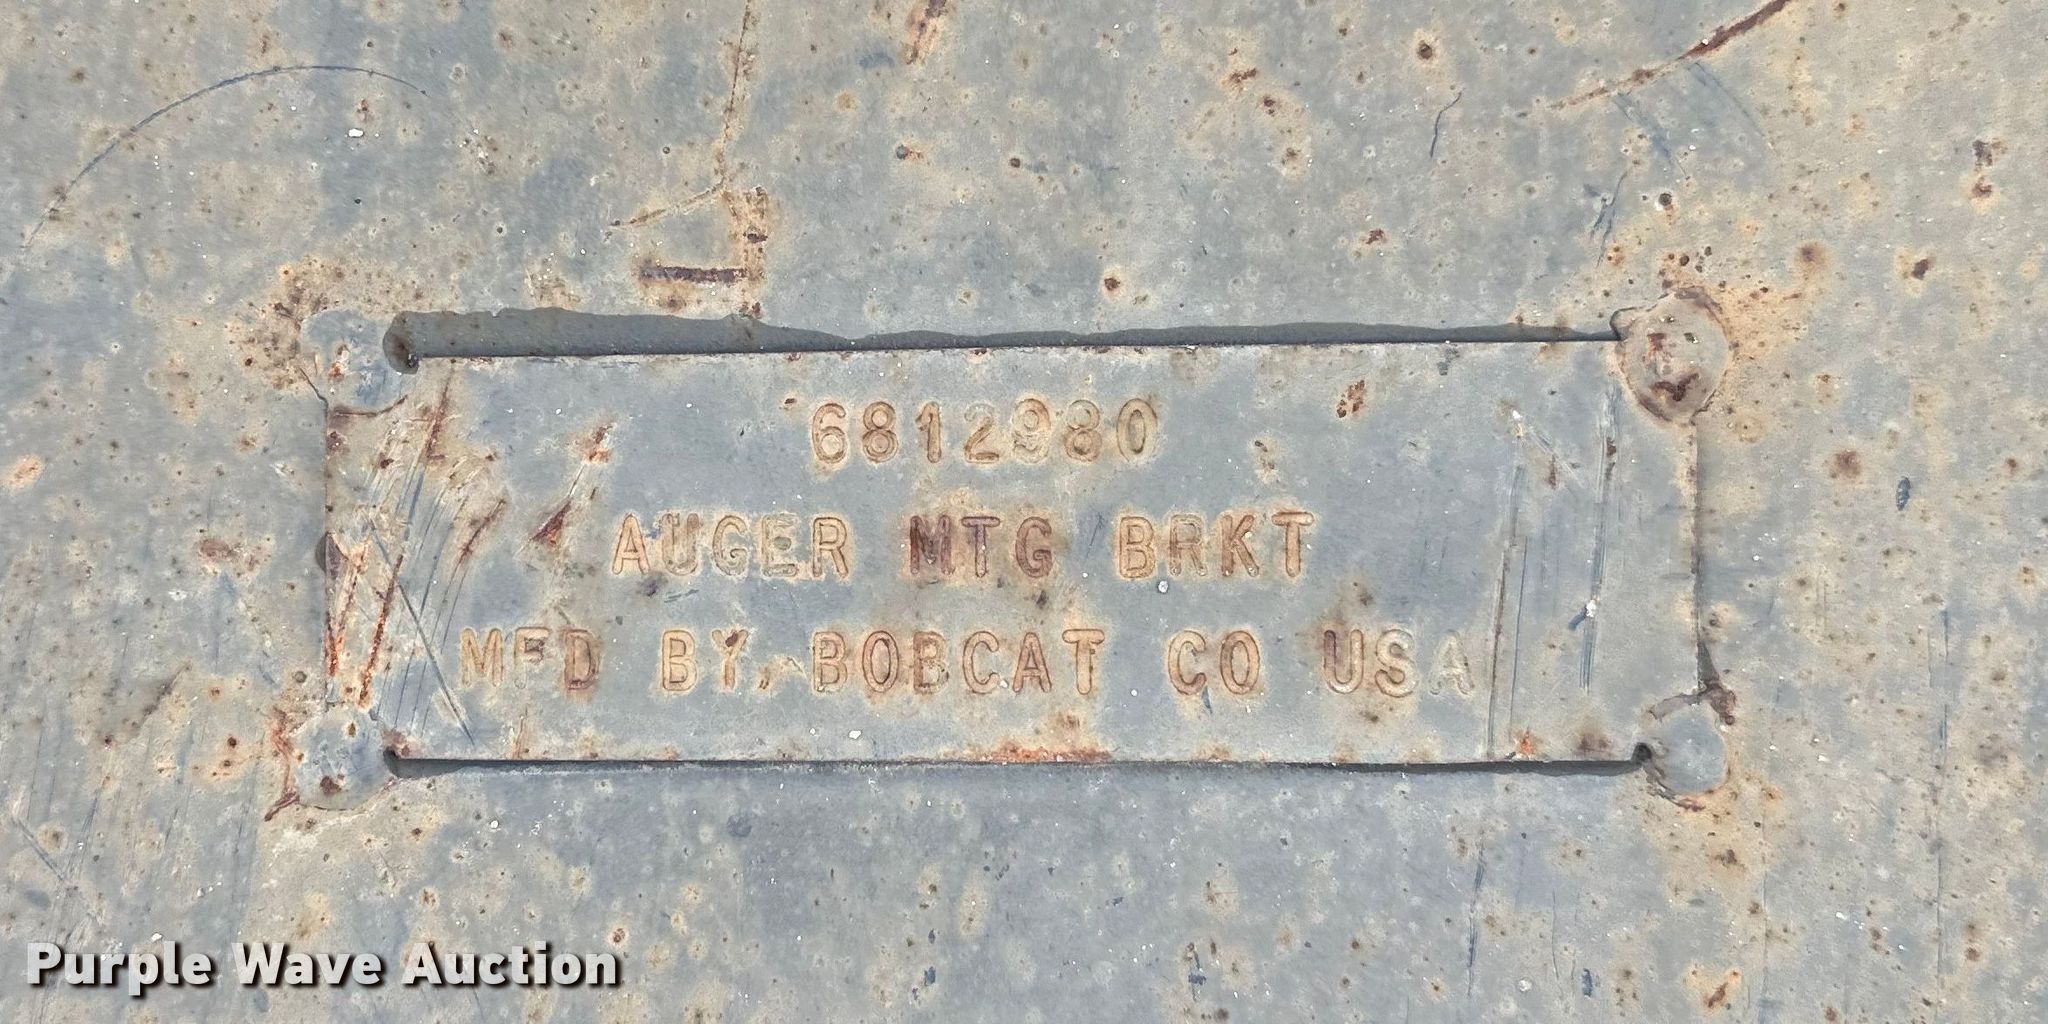 6812980
AUGER MTG BRKT
MFD BY, BOBCAT CO USA
Purple Wave Auction